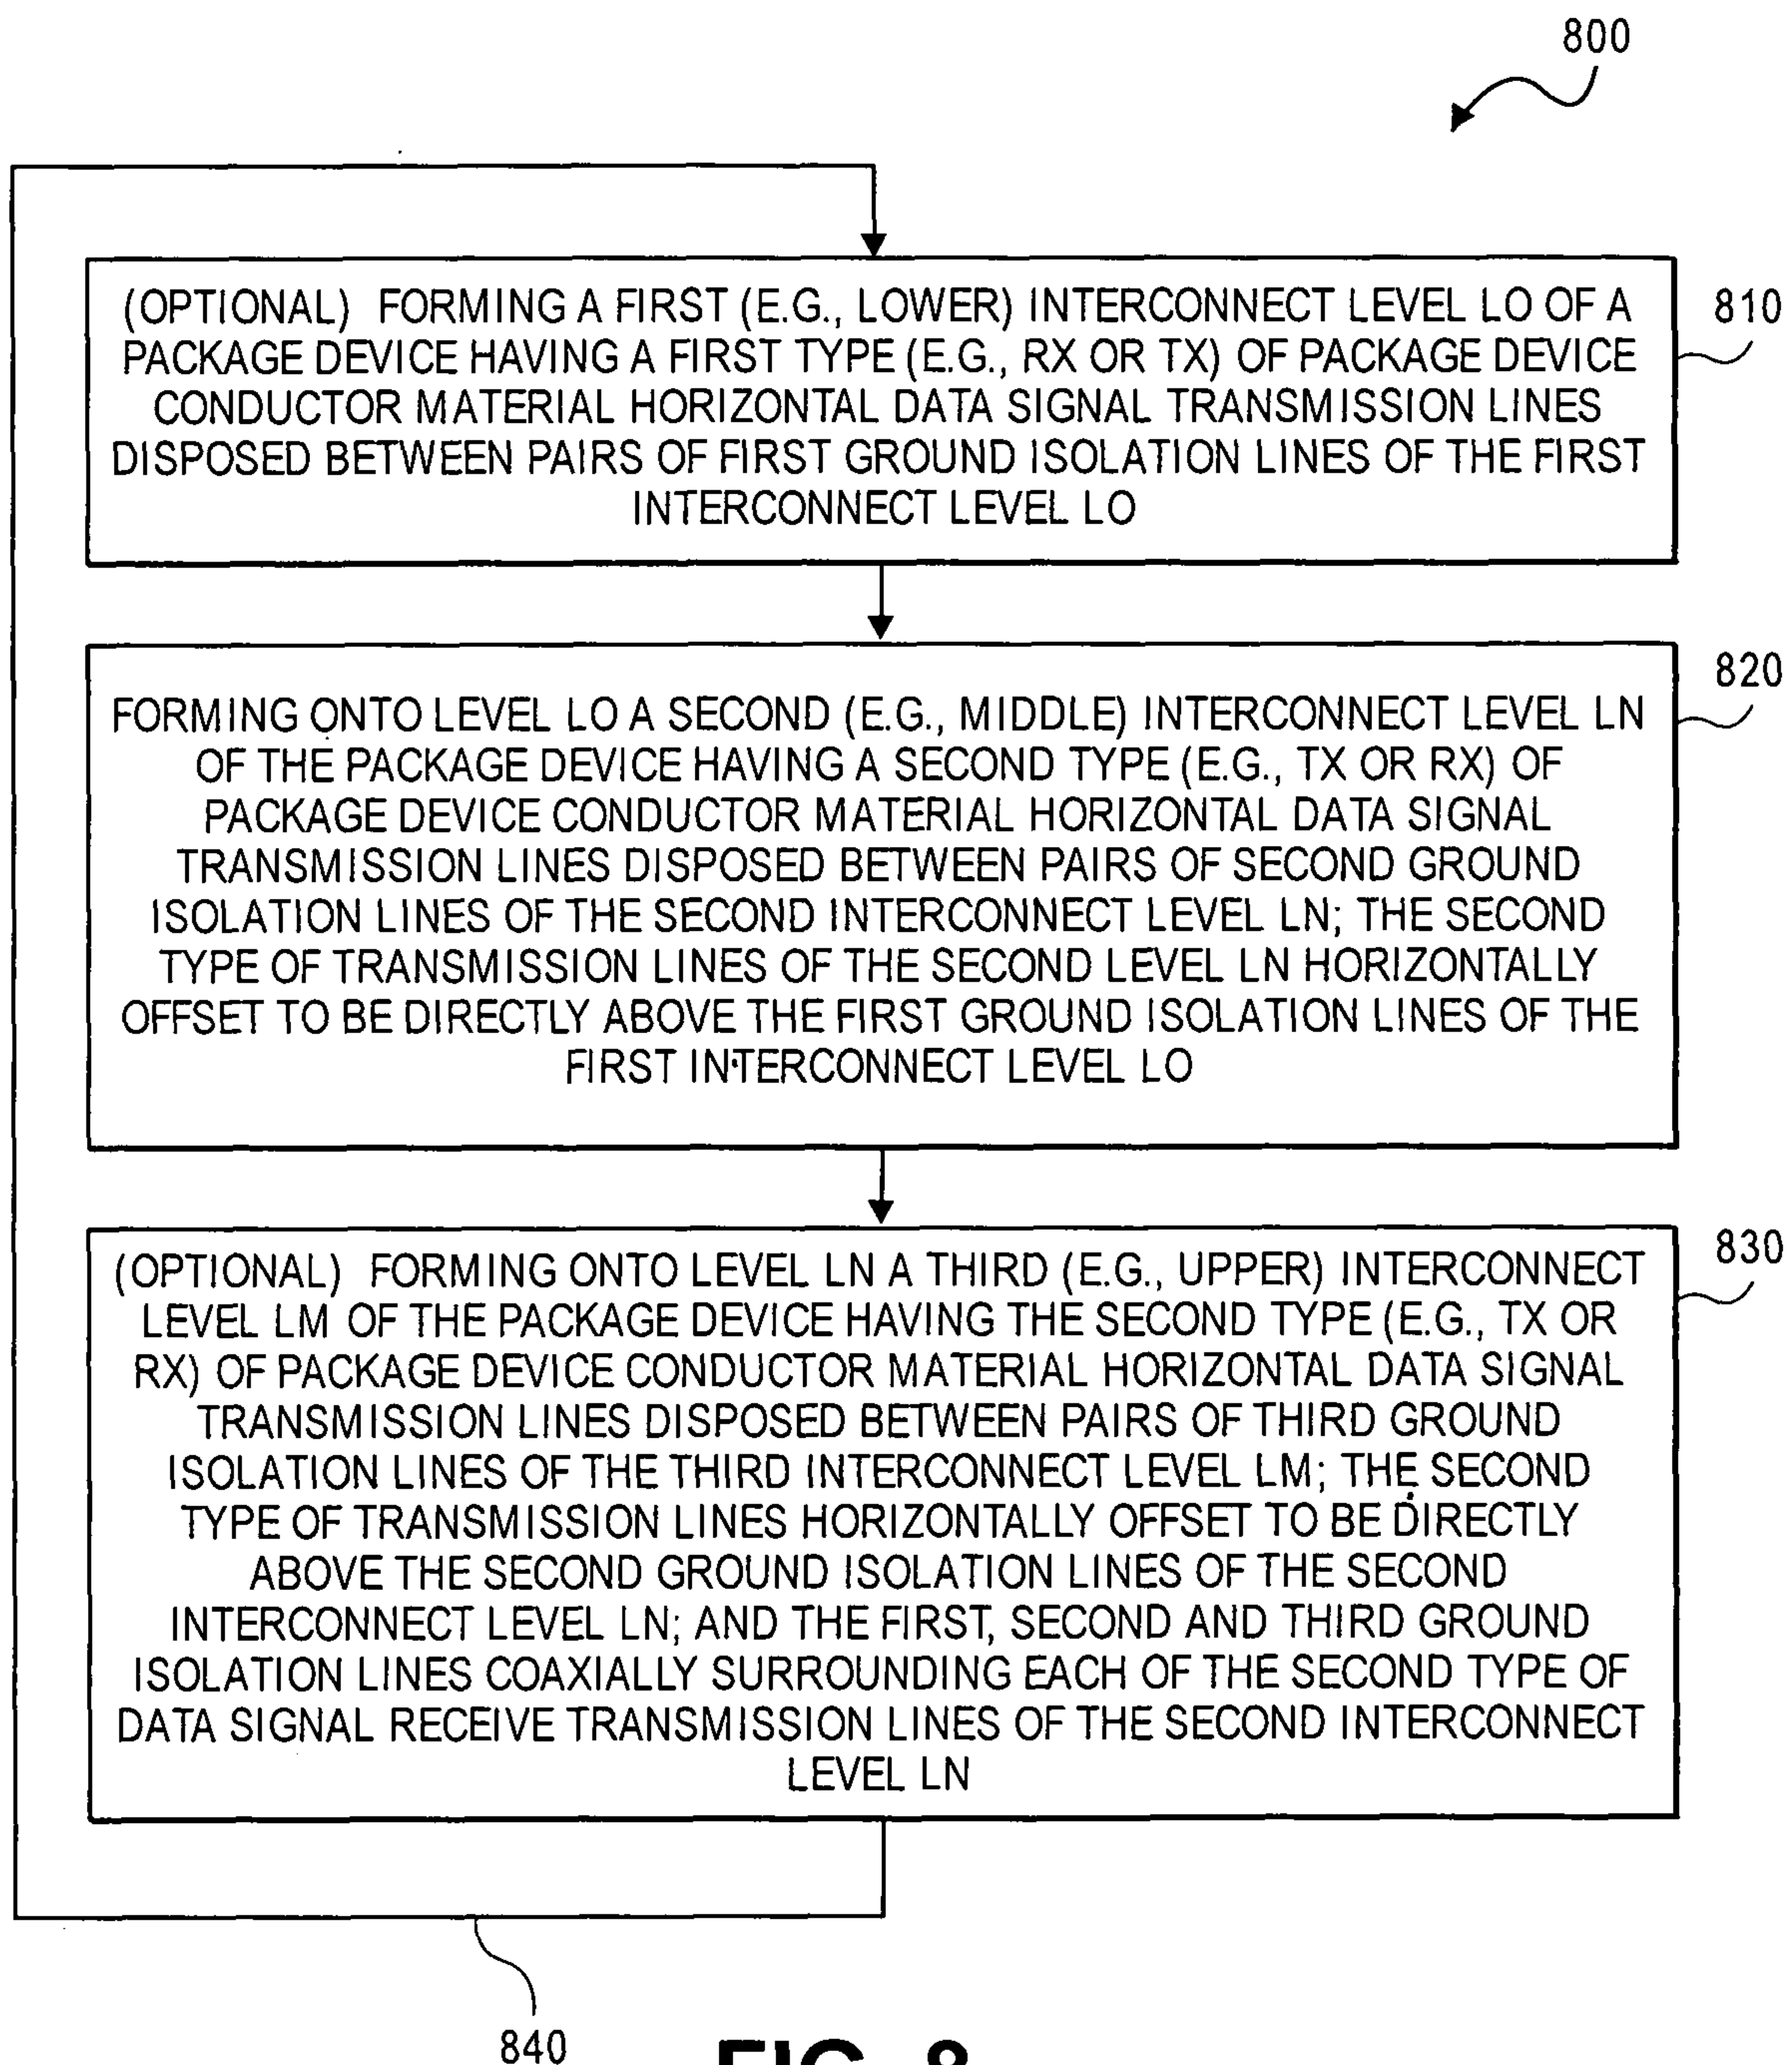 800
(OPTIONAL) FORMING A FIRST (E.G., LOWER) INTERCONNECT LEVEL LO OF A
PACKAGE DEVICE HAVING A FIRST TYPE (E.G., RX OR TX) OF PACKAGE DEVICE
CONDUCTOR MATERIAL HORIZONTAL DATA SIGNAL TRANSMISSION LINES
DISPOSED BETWEEN PAIRS OF FIRST GROUND ISOLATION LINES OF THE FIRST
INTERCONNECT LEVEL LO
810
FORMING ONTO LEVEL LO A SECOND (E.G., MIDDLE) INTERCONNECT LEVEL LN
OF THE PACKAGE DEVICE HAVING A SECOND TYPE (E.G., TX OR RX) OF
PACKAGE DEVICE CONDUCTOR MATERIAL HORIZONTAL DATA SIGNAL
TRANSMISSION LINES DISPOSED BETWEEN PAIRS OF SECOND GROUND
ISOLATION LINES OF THE SECOND INTERCONNECT LEVEL LN; THE SECOND
TYPE OF TRANSMISSION LINES OF THE SECOND LEVEL LN HORIZONTALLY
OFFSET TO BE DIRECTLY ABOVE THE FIRST GROUND ISOLATION LINES OF THE
FIRST INTERCONNECT LEVEL LO
820
(OPTIONAL) FORMING ONTO LEVEL LN A THIRD (E.G., UPPER) INTERCONNECT
LEVEL LM OF THE PACKAGE DEVICE HAVING THE SECOND TYPE (E.G., TX OR
RX) OF PACKAGE DEVICE CONDUCTOR MATERIAL HORIZONTAL DATA SIGNAL
TRANSMISSION LINES DISPOSED BETWEEN PAIRS OF THIRD GROUND
ISOLATION LINES OF THE THIRD INTERCONNECT LEVEL LM; THE SECOND
TYPE OF TRANSMISSION LINES HORIZONTALLY OFFSET TO BE DIRECTLY
ABOVE THE SECOND GROUND ISOLATION LINES OF THE SECOND
INTERCONNECT LEVEL LN; AND THE FIRST, SECOND AND THIRD GROUND
ISOLATION LINES COAXIALLY SURROUNDING EACH OF THE SECOND TYPE OF
DATA SIGNAL RECEIVE TRANSMISSION LINES OF THE SECOND INTERCONNECT
LEVEL LN
830
840
FIG. 8